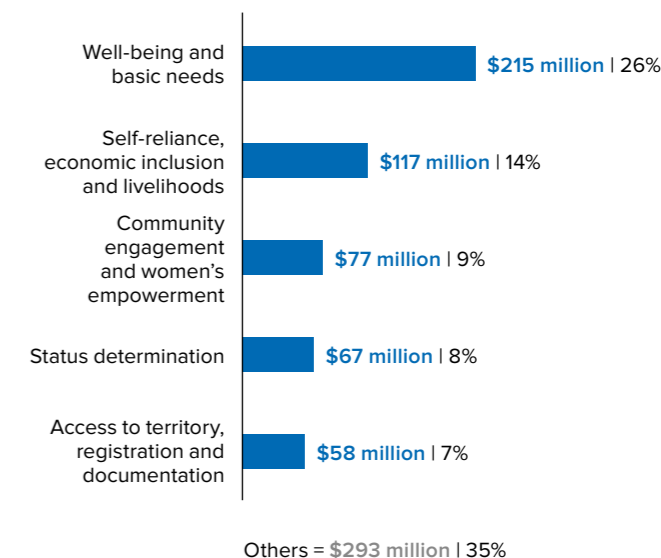 Well-being and
basic needs
$215 million | 26%
Self-reliance,
economic inclusion
and livelihoods
$117 million | 14%
Community
engagement
and women’s
empowerment
$77 million | 9%
Status determination
$67 million | 8%
Access to territory,
registration and
documentation
$58 million | 7%
Others = $293 million | 35%